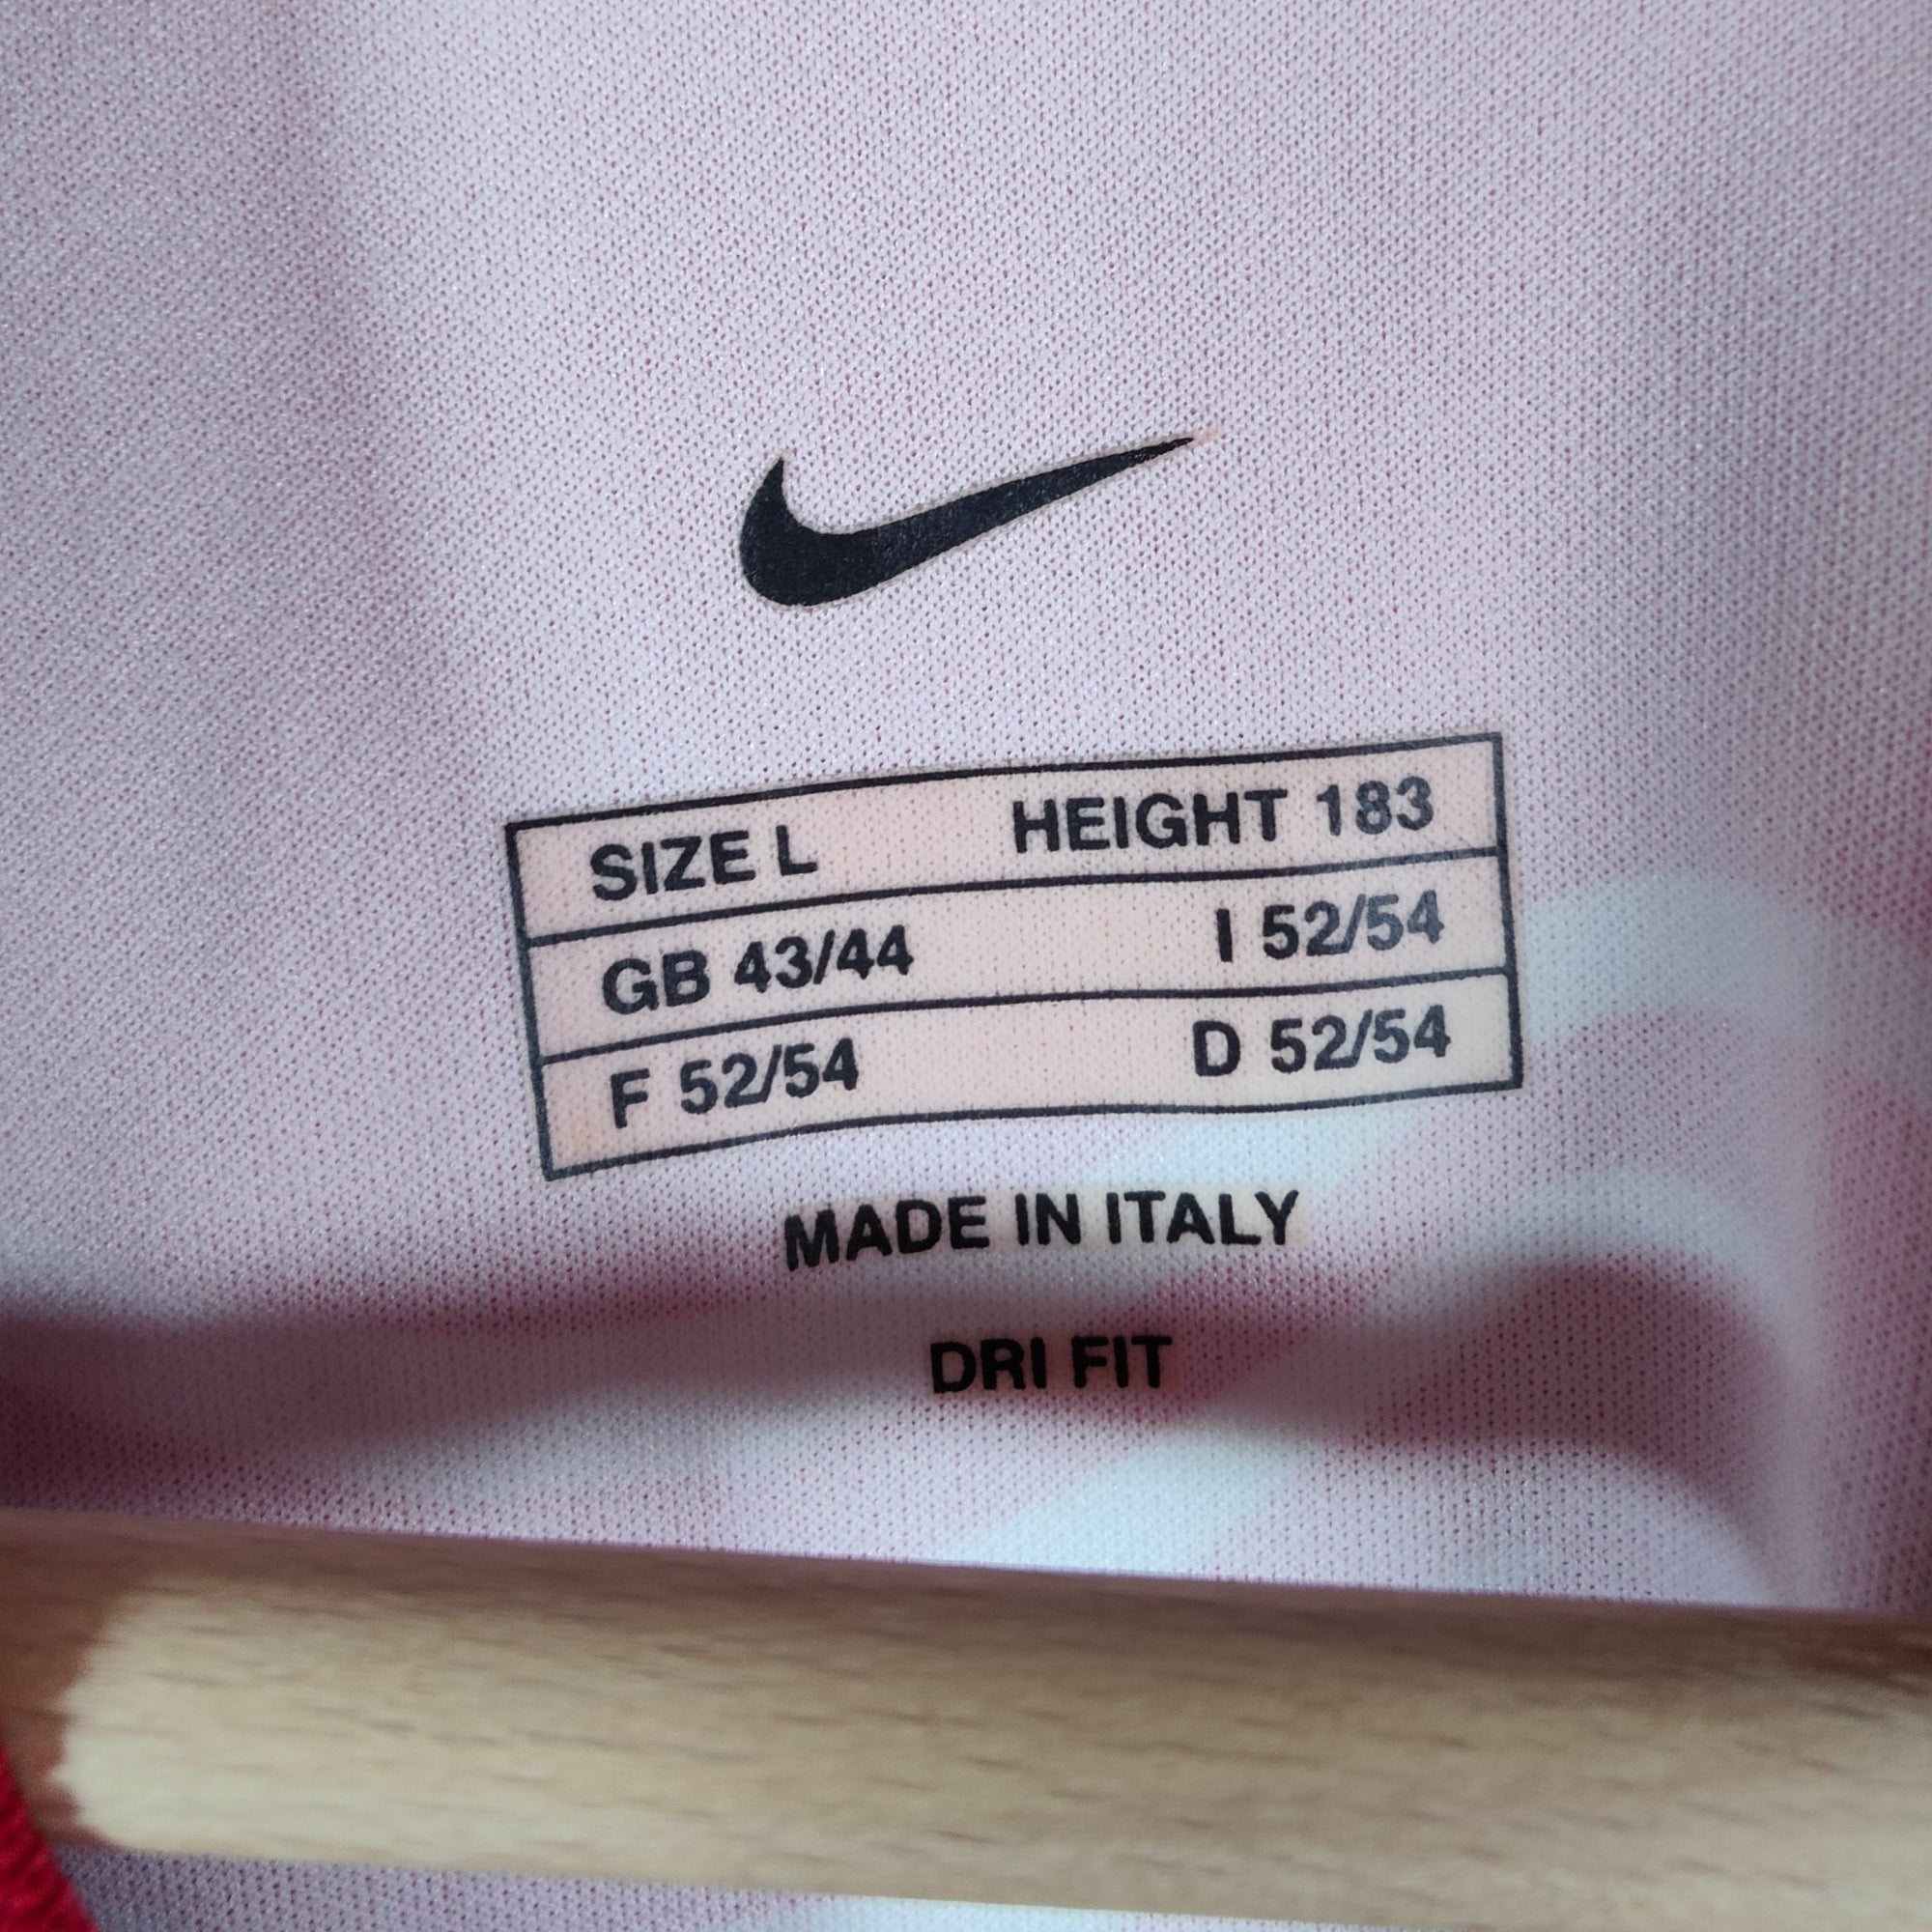 SIZE L HEIGHT 183
GB 43/44 I 52/54
F 52/54 D 52/54
MADE IN ITALY
DRI FIT